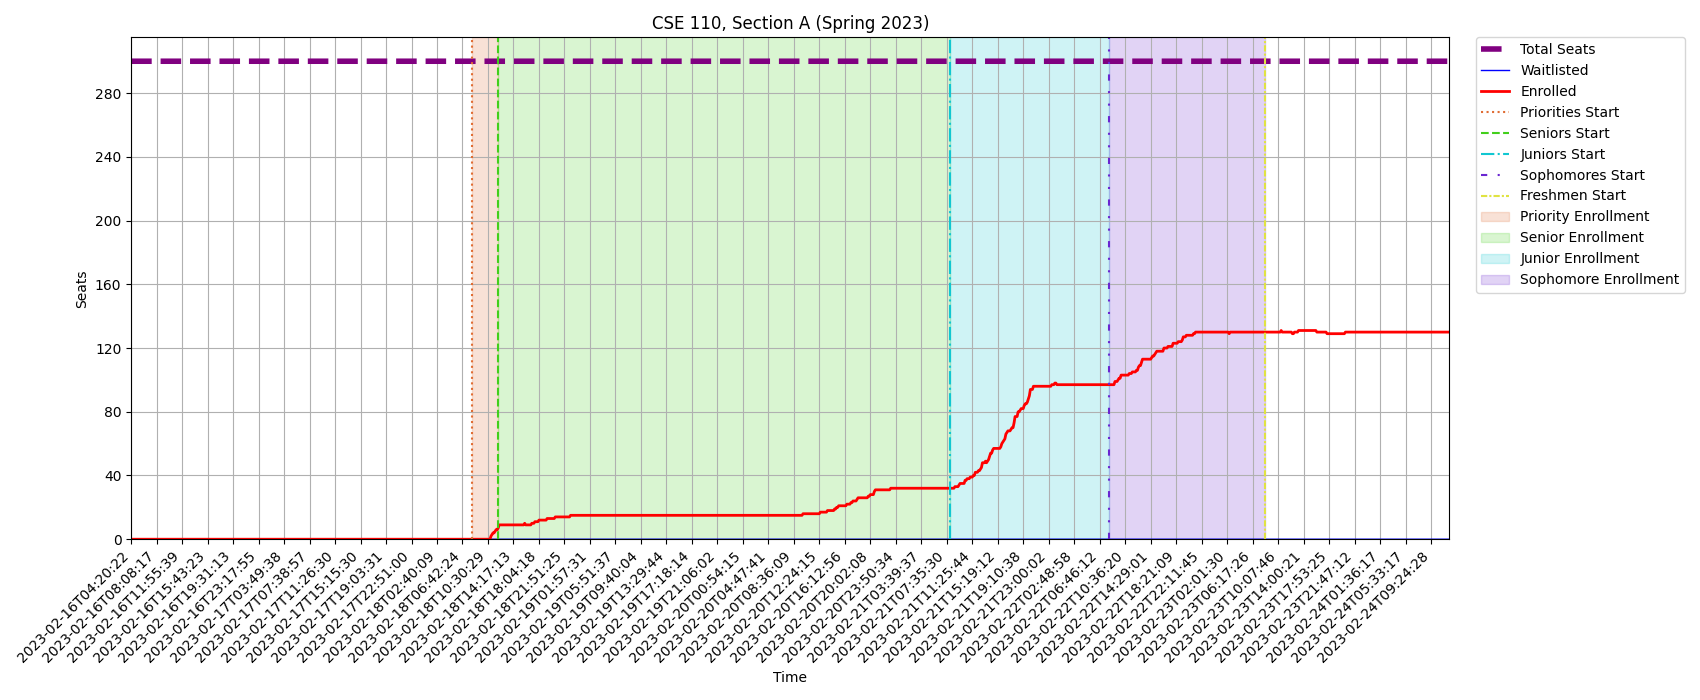 CSE 110, Section A (Spring 2023)
Total Seats
Waitlisted
Enrolled
Priorities Start
Seniors Start
Juniors Start
Sophomores Start
Freshmen Start
Priority Enrollment
Senior Enrollment
Junior Enrollment
Sophomore Enrollment
Seats
280
240
200
160
120
80
40
0
2023-02-16T04:20:22
2023-02-16T08:08:17
2023-02-16T11:55:39
2023-02-16T15:43:23
2023-02-16T19:31:13
2023-02-16T23:17:55
2023-02-17T03:49:38
2023-02-17T07:38:57
2023-02-17T11:26:30
2023-02-17T15:15:30
2023-02-17T19:03:31
2023-02-17T22:51:00
2023-02-18T02:40:09
2023-02-18T06:42:24
2023-02-18T10:30:29
2023-02-18T14:17:13
2023-02-18T18:04:18
2023-02-18T21:51:25
2023-02-19T01:57:31
2023-02-19T05:51:37
2023-02-19T09:40:04
2023-02-19T13:29:44
2023-02-19T17:18:14
2023-02-19T21:06:02
2023-02-20T00:54:15
2023-02-20T04:47:41
2023-02-20T08:36:09
2023-02-20T12:24:15
2023-02-20T16:12:56
2023-02-20T20:02:08
2023-02-20T23:50:34
2023-02-21T03:39:37
2023-02-21T07:35:30
2023-02-21T11:25:44
2023-02-21T15:19:12
2023-02-21T19:10:38
2023-02-21T23:00:02
2023-02-22T02:48:58
2023-02-22T06:46:12
2023-02-22T10:36:20
2023-02-22T14:29:01
2023-02-22T18:21:09
2023-02-22T22:11:45
2023-02-23T02:01:30
2023-02-23T06:17:26
2023-02-23T10:07:46
2023-02-23T14:00:21
2023-02-23T17:53:25
2023-02-23T21:47:12
2023-02-24T01:36:17
2023-02-24T05:33:17
2023-02-24T09:24:28
Time